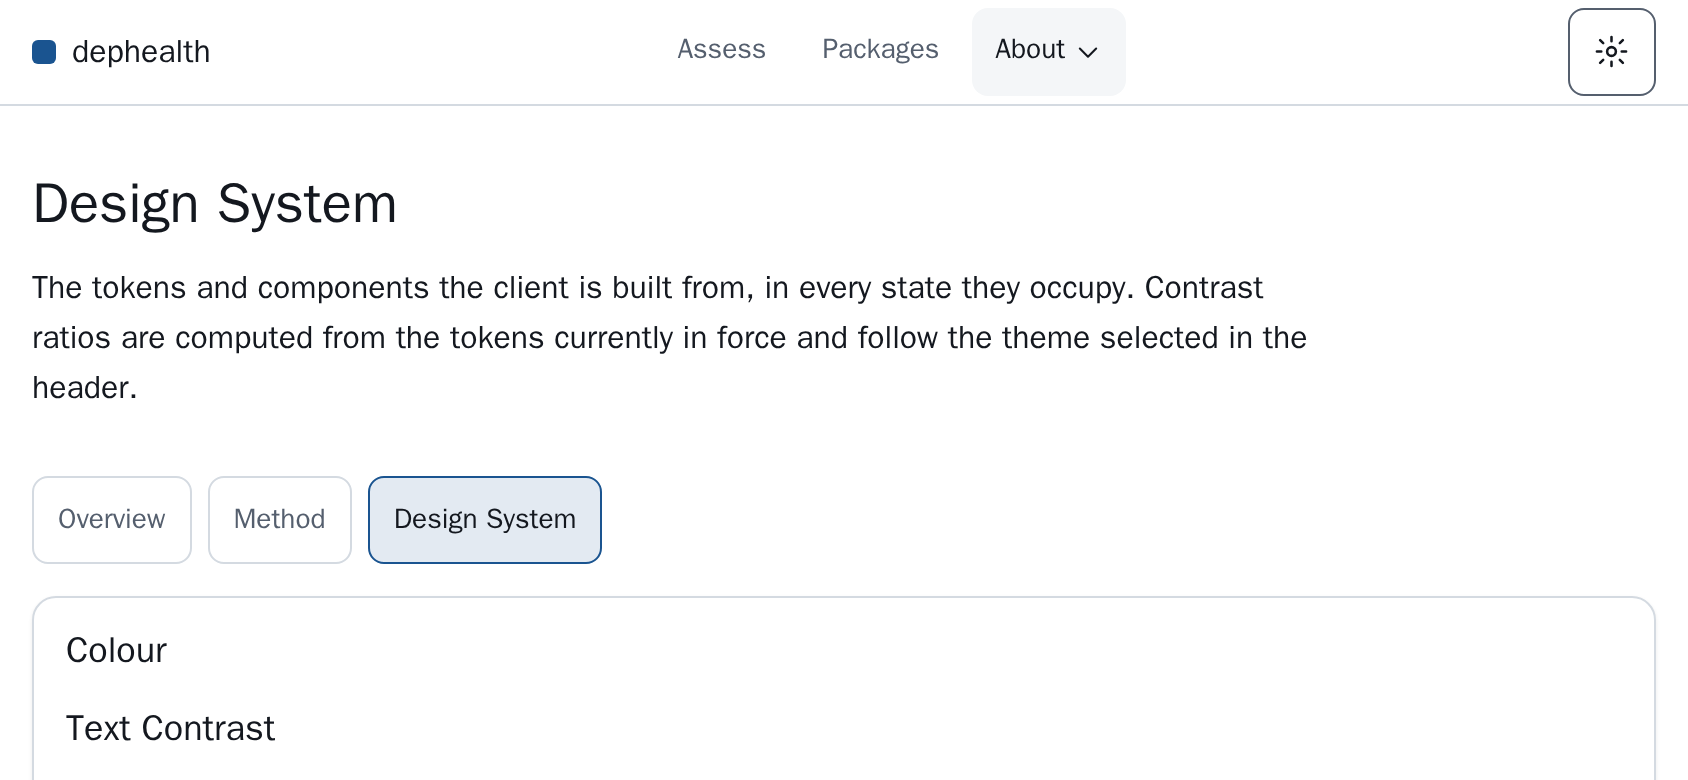 dephealth
Assess
Packages
About
Design System
The tokens and components the client is built from, in every state they occupy. Contrast
ratios are computed from the tokens currently in force and follow the theme selected in the
header.
Overview
Method
Design System
Colour
Text Contrast